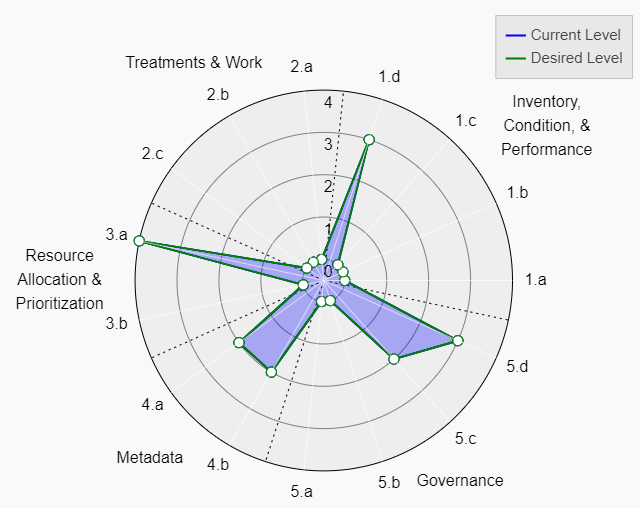 Current Level
Desired Level
Treatments & Work
2.a
1.d
2.b
1.c
Inventory,
Condition, &
Performance
2.c
1.b
4
3
2
1
0
3.a
Resource
Allocation &
Prioritization
3.b
1.a
5.d
4.a
5.c
Metadata
4.b
5.a
5.b
Governance